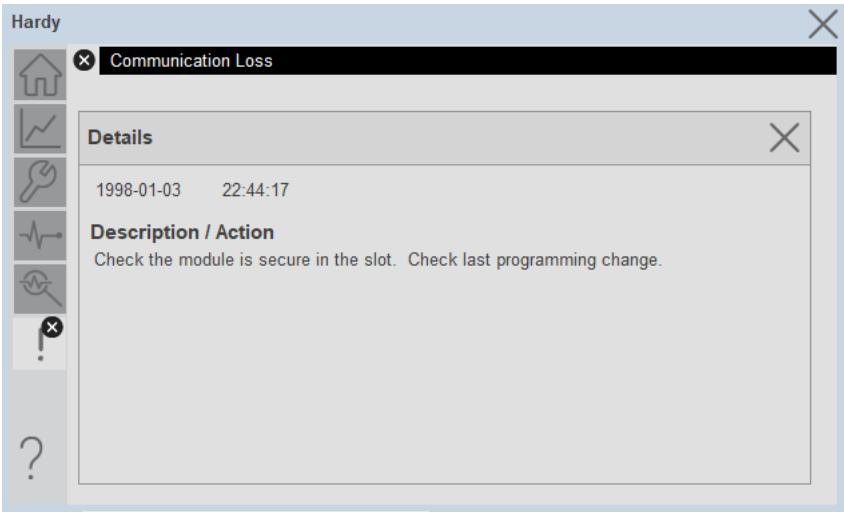 Hardy
Communication Loss
Details
1998-01-03 22:44:17
Description / Action
Check the module is secure in the slot. Check last programming change.